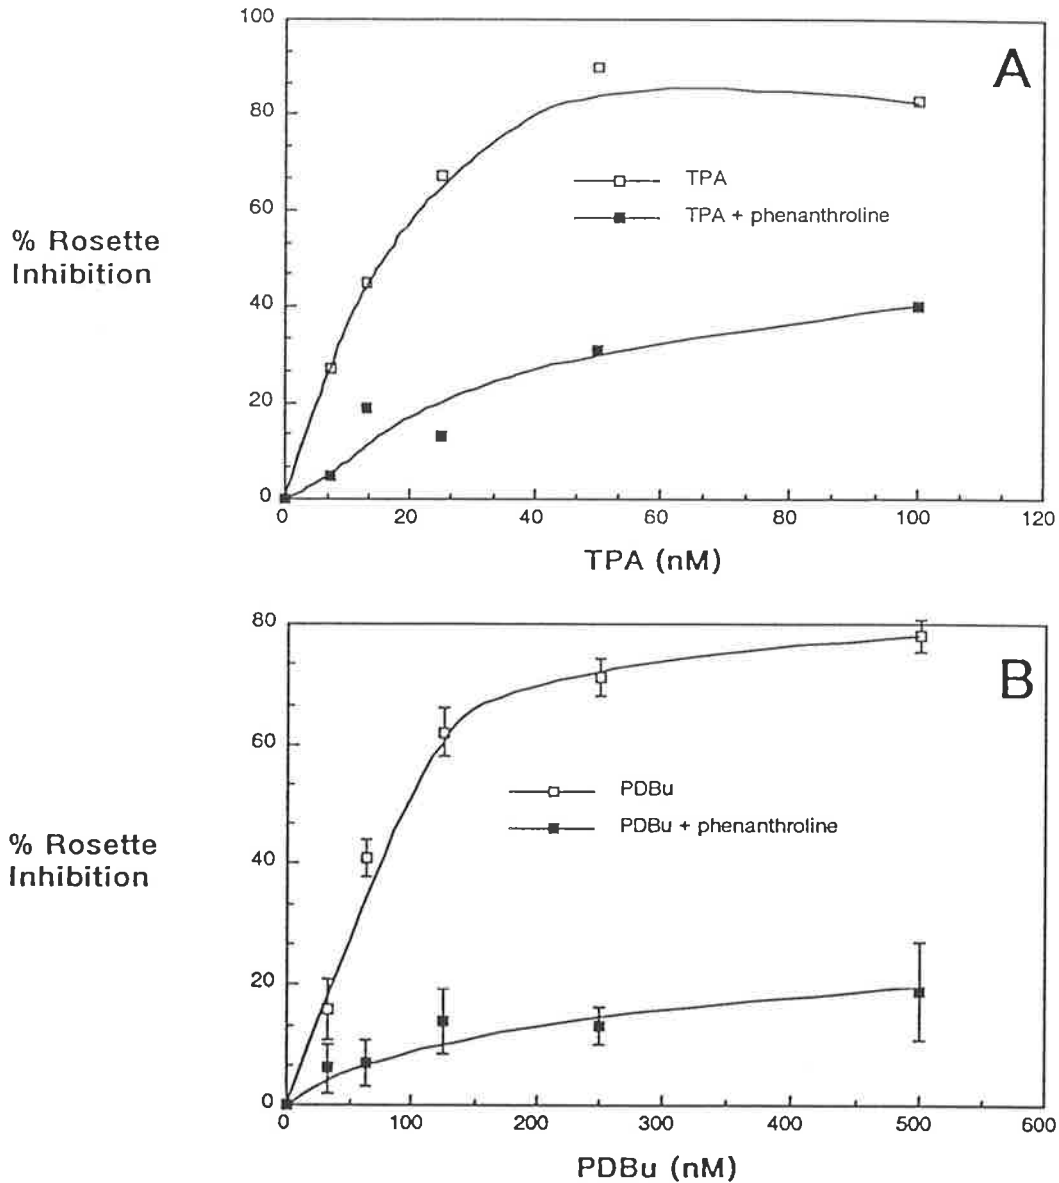 100
80
60
40
20
0
0 20 40 60 80 100 120
% Rosette
Inhibition
A
TPA
TPA + phenanthroline
TPA (nM)
80
60
40
20
0
0 100 200 300 400 500 600
% Rosette
Inhibition
B
PDBu
PDBu + phenanthroline
PDBu (nM)